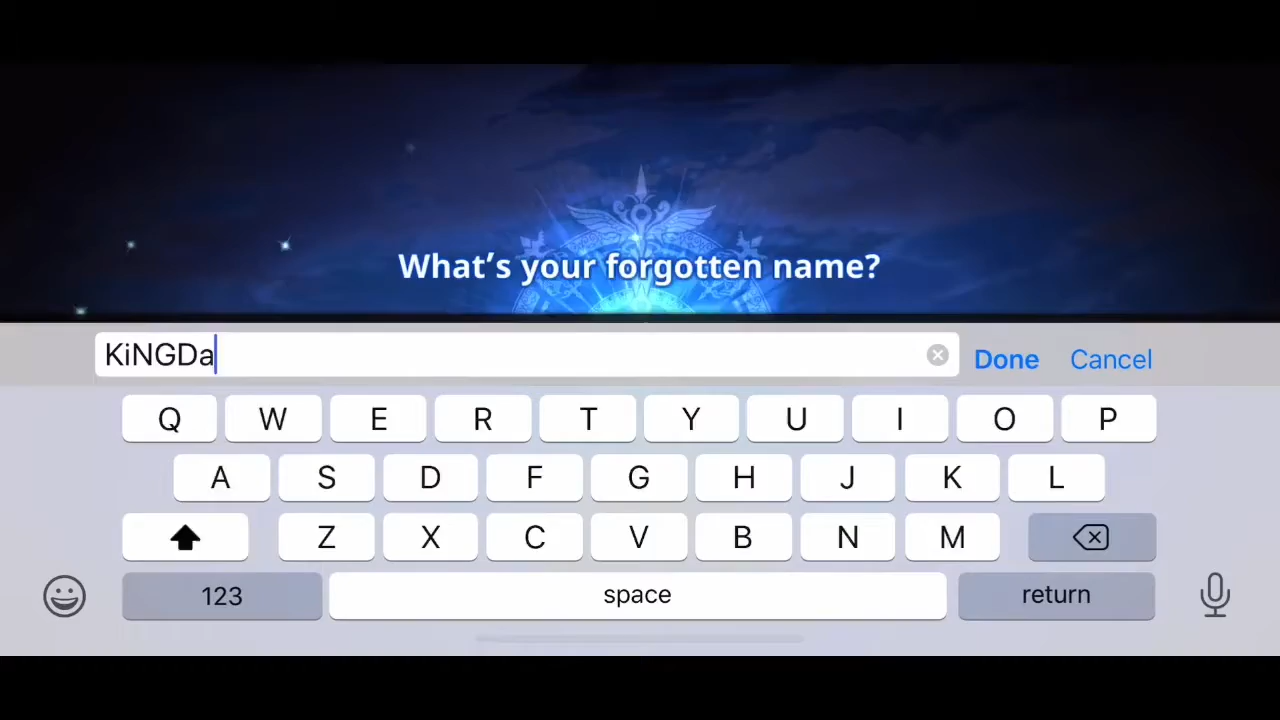 What's your forgotten name?
KiNGDa
Done Cancel
Q W E R T Y U I O P
A S D F G H J K L
Z X C V B N M
123 space return